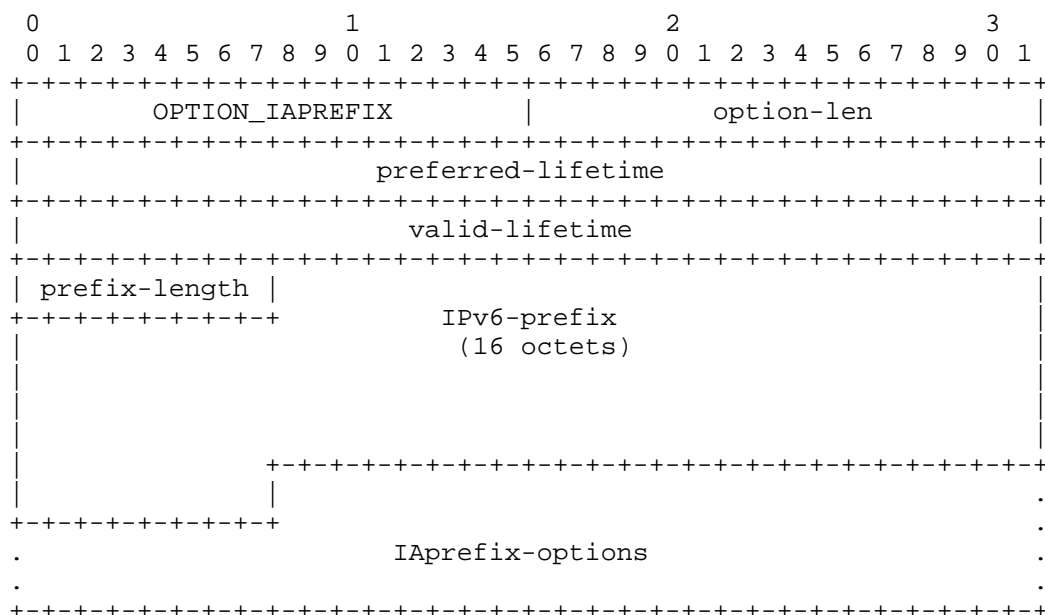 0                   1                   2                   3
 0 1 2 3 4 5 6 7 8 9 0 1 2 3 4 5 6 7 8 9 0 1 2 3 4 5 6 7 8 9 0 1
+-+-+-+-+-+-+-+-+-+-+-+-+-+-+-+-+-+-+-+-+-+-+-+-+-+-+-+-+-+-+-+-+
|        OPTION_IAPREFIX        |           option-len          |
+-+-+-+-+-+-+-+-+-+-+-+-+-+-+-+-+-+-+-+-+-+-+-+-+-+-+-+-+-+-+-+-+
|                      preferred-lifetime                       |
+-+-+-+-+-+-+-+-+-+-+-+-+-+-+-+-+-+-+-+-+-+-+-+-+-+-+-+-+-+-+-+-+
|                        valid-lifetime                         |
+-+-+-+-+-+-+-+-+-+-+-+-+-+-+-+-+-+-+-+-+-+-+-+-+-+-+-+-+-+-+-+-+
| prefix-length |                                               |
+-+-+-+-+-+-+-+-+          IPv6-prefix                          |
|                           (16 octets)                         |
|                                                               |
|                                                               |
|                                                               |
|               +-+-+-+-+-+-+-+-+-+-+-+-+-+-+-+-+-+-+-+-+-+-+-+-+
|               |                                               .
+-+-+-+-+-+-+-+-+                                               .
.                       IAprefix-options                        .
.                                                               .
+-+-+-+-+-+-+-+-+-+-+-+-+-+-+-+-+-+-+-+-+-+-+-+-+-+-+-+-+-+-+-+-+